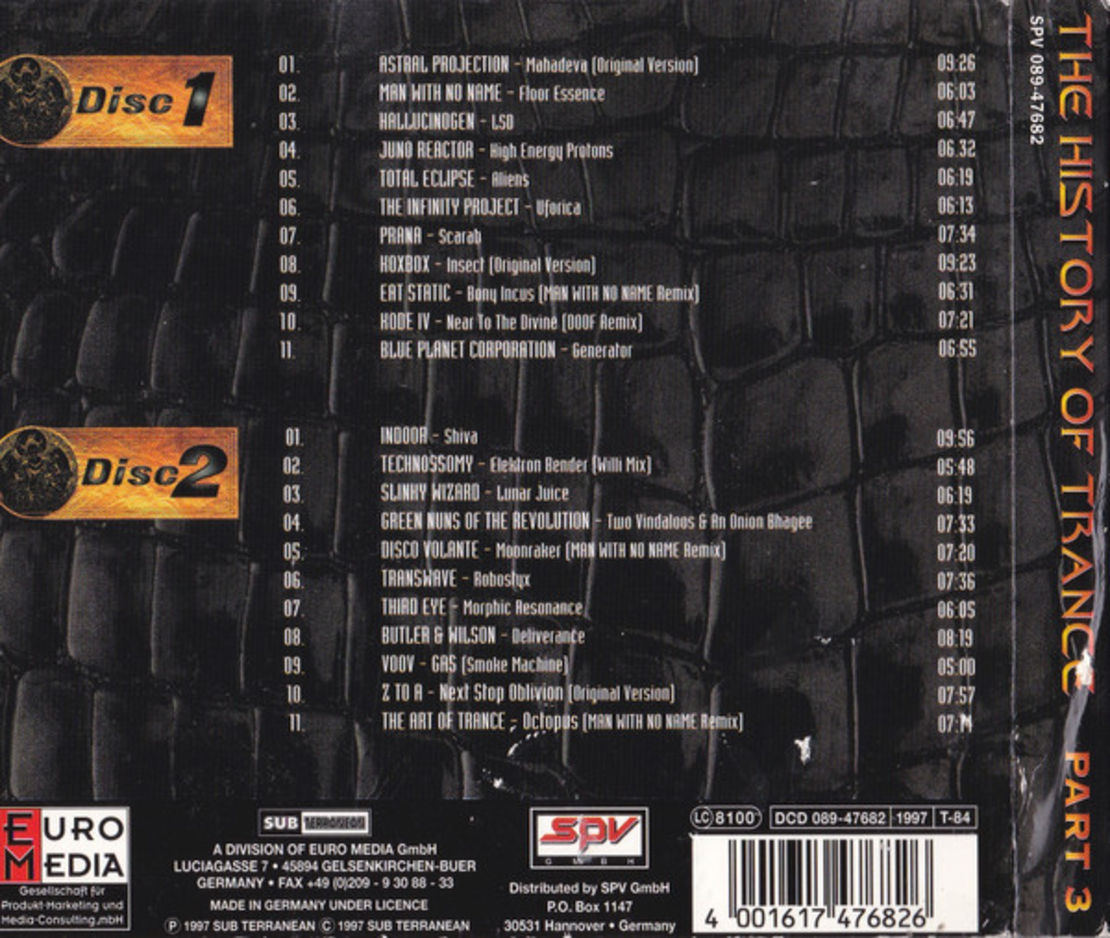 Disc 1
01. ASTRAL PROJECTION - Mahadeva (Original Version) 09:26
02. MAN WITH NO NAME - Floor Essence 06:03
03. HALLUCINOGEN - LSD 06:47
04. JUNO REACTOR - High Energy Protons 06.32
05. TOTAL ECLIPSE - Aliens 06:19
06. THE INFINITY PROJECT - Uforica 06:13
07. PRANA - Scarab 07:34
08. KOXBOX - Insect (Original Version) 09:23
09. EAT STATIC - Bony Incus (MAN WITH NO NAME Remix) 06:31
10. KODE IV - Near To The Divine (OOOF Remix) 07:21
11. BLUE PLANET CORPORATION - Generator 06:55
Disc 2
01. INDOOR - Shiva 09:56
02. TECHNOSSOMY - Elektron Bender (Willi Mix) 05:48
03. SLINKY WIZARD - Lunar Juice 06:19
04. GREEN NUNS OF THE REVOLUTION - Two Vindaloos & An Onion Bhagee 07:33
05. DISCO VOLANTE - Moonraker (MAN WITH NO NAME Remix) 07:20
06. TRANSWAVE - Robostyx 07:36
07. THIRD EYE - Morphic Resonance 06:05
08. BUTLER & WILSON - Deliverance 08:19
09. VOOV - GAS (Smoke Machine) 05:00
10. Z TO A - Next Stop Oblivion (Original Version) 07:57
11. THE ART OF TRANCE - Octopus (MAN WITH NO NAME Remix)
EURO
MEDIA
Gesellschaft für
Produkt-Marketing und
Media-Consulting mbH
SUB TERRANEAN
A DIVISION OF EURO MEDIA GmbH
LUCIAGASSE 7 • 45894 GELSENKIRCHEN-BUER
GERMANY • FAX +49 (0)209 - 9 30 88 - 33
MADE IN GERMANY UNDER LICENCE
Ⓟ 1997 SUB TERRANEAN © 1997 SUB TERRANEAN
spv
GMBH
Distributed by SPV GmbH
P.O. Box 1147
30531 Hannover • Germany
LC 8100 DCD 089-47682 1997 T-84
4 001617 476826
SPV 089-47682
THE HISTORY OF TRANCE PART 3